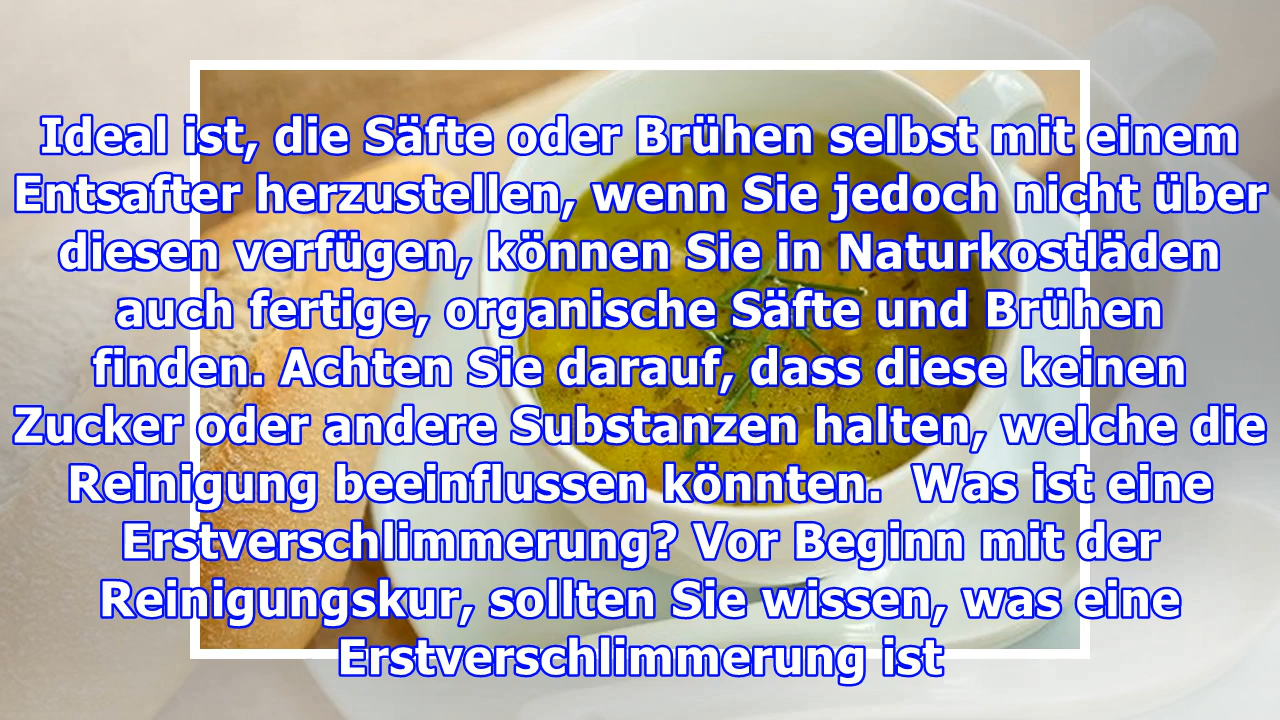 Ideal ist, die Säfte oder Brühen selbst mit einem
Entsafter herzustellen, wenn Sie jedoch nicht über
diesen verfügen, können Sie in Naturkostläden
auch fertige, organische Säfte und Brühen
finden. Achten Sie darauf, dass diese keinen
Zucker oder andere Substanzen halten, welche die
Reinigung beeinflussen könnten.  Was ist eine
Erstverschlimmerung? Vor Beginn mit der
Reinigungskur, sollten Sie wissen, was eine
Erstverschlimmerung ist